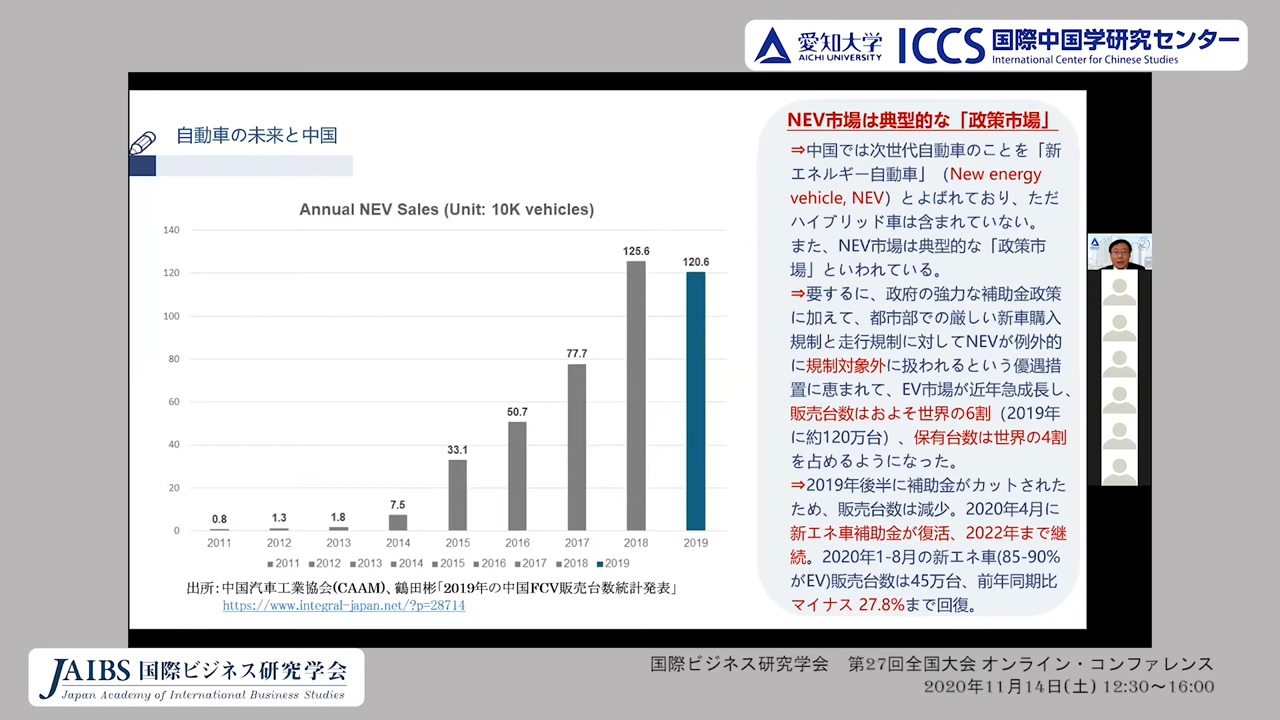 愛知大学
AICHI UNIVERSITY
ICCS 国際中国学研究センター
International Center for Chinese Studies
自動車の未来と中国
Annual NEV Sales (Unit: 10K vehicles)
140
120
100
80
60
40
20
0
0.8
1.3
1.8
7.5
33.1
50.7
77.7
125.6
120.6
2011 2012 2013 2014 2015 2016 2017 2018 2019
2011 2012 2013 2014 2015 2016 2017 2018 2019
出所：中国汽車工業協会(CAAM)、鶴田彬「2019年の中国FCV販売台数統計発表」
https://www.integral-japan.net/?p=28714
NEV市場は典型的な「政策市場」
⇒中国では次世代自動車のことを「新
エネルギー自動車」（New energy
vehicle, NEV）とよばれており、ただ
ハイブリッド車は含まれていない。
また、NEV市場は典型的な「政策市
場」といわれている。
⇒要するに、政府の強力な補助金政策
に加えて、都市部での厳しい新車購入
規制と走行規制に対してNEVが例外的
に規制対象外に扱われるという優遇措
置に恵まれて、EV市場が近年急成長し、
販売台数はおよそ世界の6割（2019年
に約120万台）、保有台数は世界の4割
を占めるようになった。
⇒2019年後半に補助金がカットされた
ため、販売台数は減少。2020年4月に
新エネ車補助金が復活、2022年まで継
続。2020年1-8月の新エネ車(85-90%
がEV)販売台数は45万台、前年同期比
マイナス 27.8%まで回復。
JAIBS 国際ビジネス研究学会
Japan Academy of International Business Studies
国際ビジネス研究学会　第27回全国大会 オンライン・コンファレンス
2020年11月14日(土) 12:30～16:00